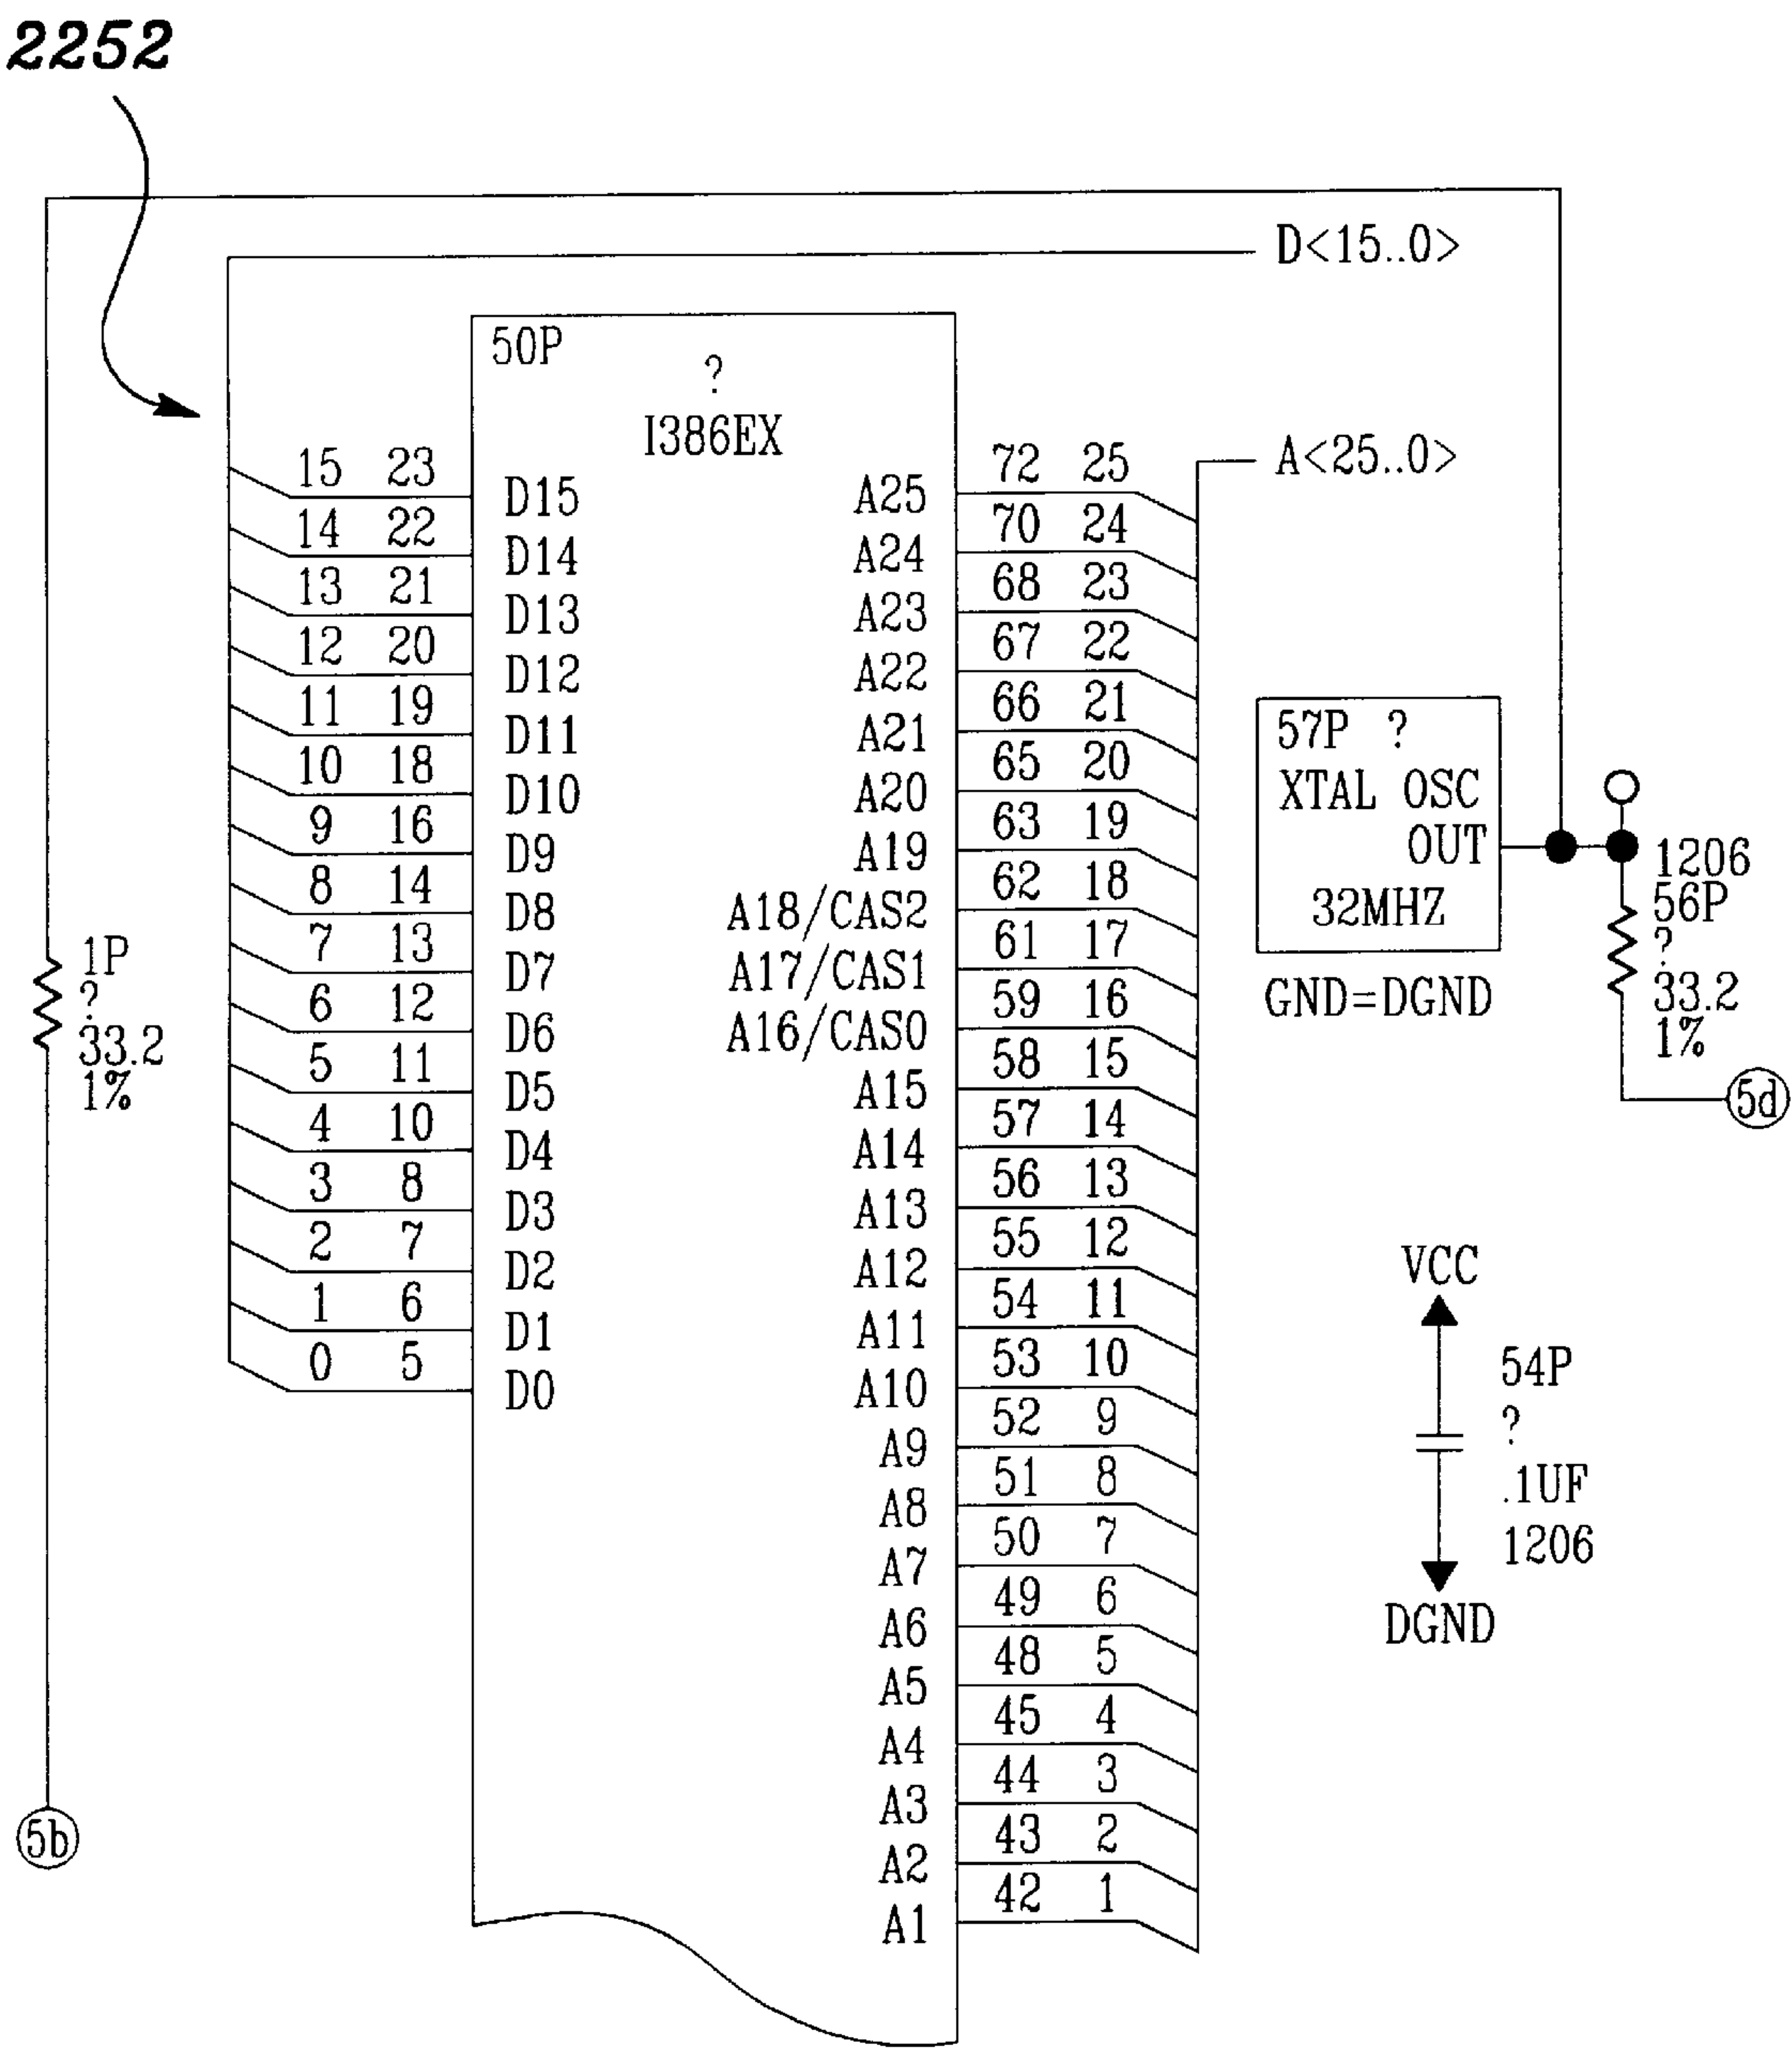 2252
D<15..0>
50P
?
I386EX
A<25..0>
15 23 D15 A25 72 25
14 22 D14 A24 70 24
13 21 D13 A23 68 23
12 20 D12 A22 67 22
11 19 D11 A21 66 21
10 18 D10 A20 65 20
9 16 D9 A19 63 19
8 14 D8 A18/CAS2 62 18
7 13 D7 A17/CAS1 61 17
6 12 D6 A16/CAS0 59 16
5 11 D5 A15 58 15
4 10 D4 A14 57 14
3 8 D3 A13 56 13
2 7 D2 A12 55 12
1 6 D1 A11 54 11
0 5 D0 A10 53 10
A9 52 9
A8 51 8
A7 50 7
A6 49 6
A5 48 5
A4 45 4
A3 44 3
A2 43 2
A1 42 1
57P ?
XTAL OSC
OUT
32MHZ
GND=DGND
1206
56P
?
33.2
1%
5d
1P
?
33.2
1%
5b
VCC
54P
?
.1UF
1206
DGND